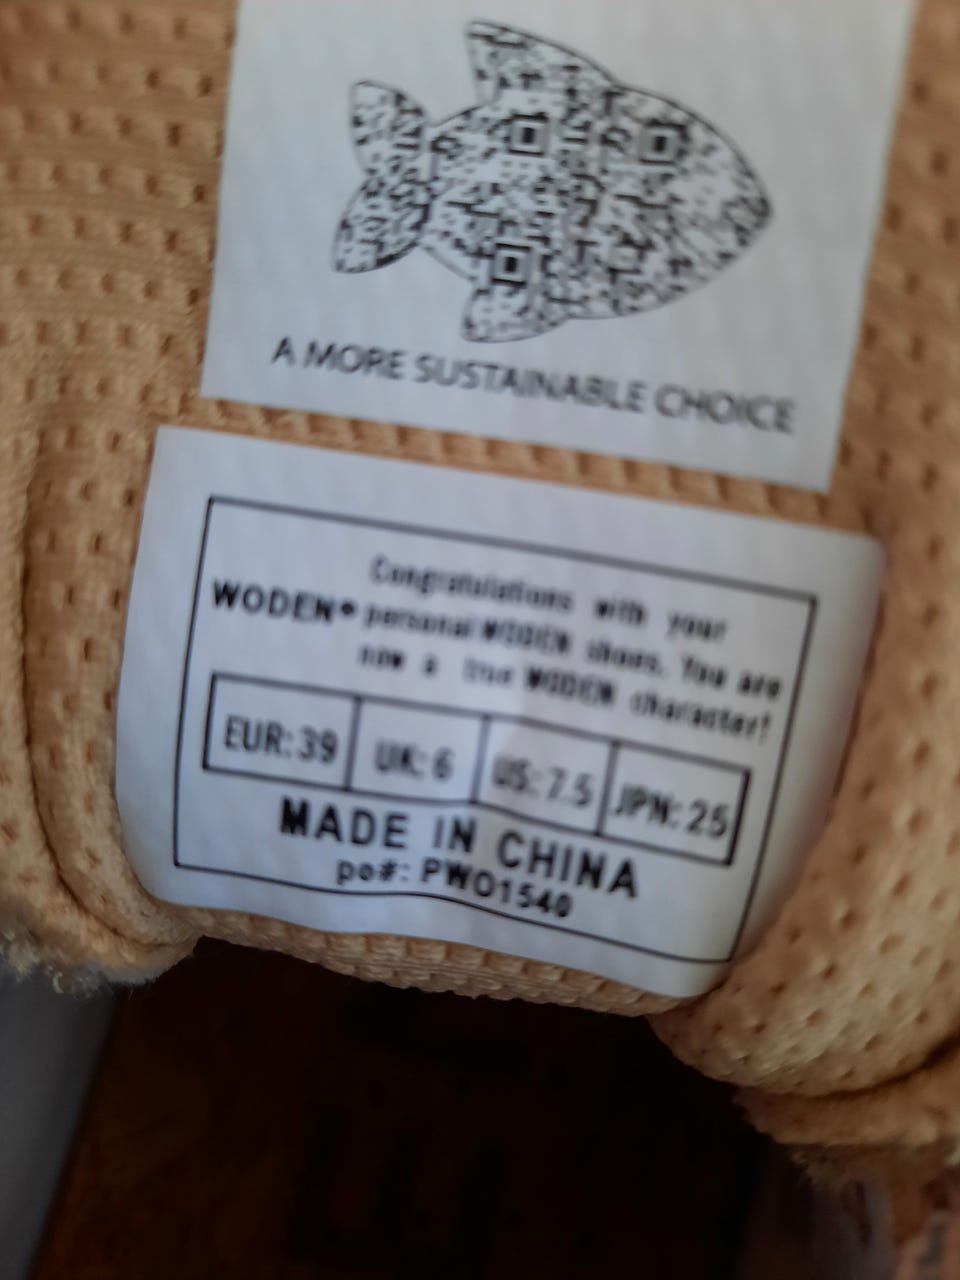 A MORE SUSTAINABLE CHOICE
Congratulations with your
WODEN® personal WODEN shoes. You are
now a true WODEN character!
EUR: 39 UK: 6 US: 7.5 JPN: 25
MADE IN CHINA
po#: PWO1540